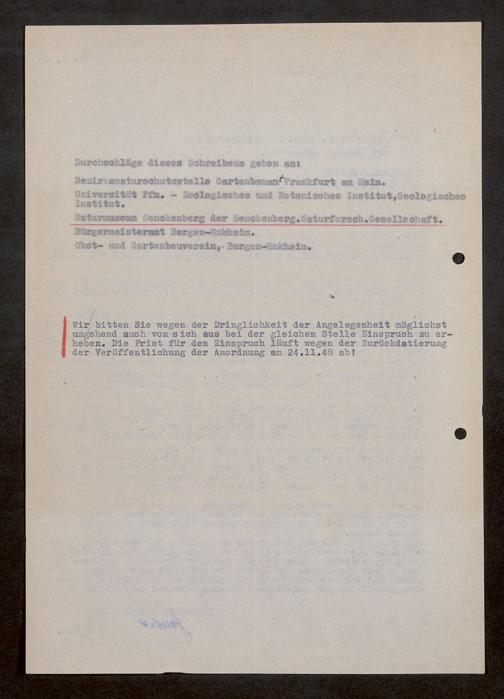 Durchschläge dieses Schreibens gehen an:
Bezirksnaturschutzstelle Gartenbauamt Frankfurt am Main.
Universität Ffm. - Zoologisches und Botanisches Institut,Geologisches
Institut.
Naturmuseum Senckenberg der Senckenberg.Naturforsch.Gesellschaft.
Bürgermeisteramt Bergen-Enkheim.
Obst- und Gartenbauverein, Bergen-Enkheim.
Wir bitten Sie wegen der Dringlichkeit der Angelegenheit möglichst
umgehend auch von sich aus bei der gleichen Stelle Einspruch zu er-
heben. Die Frist für den Einspruch läuft wegen der Zurückdatierung
der Veröffentlichung der Anordnung am 24.11.48 ab!